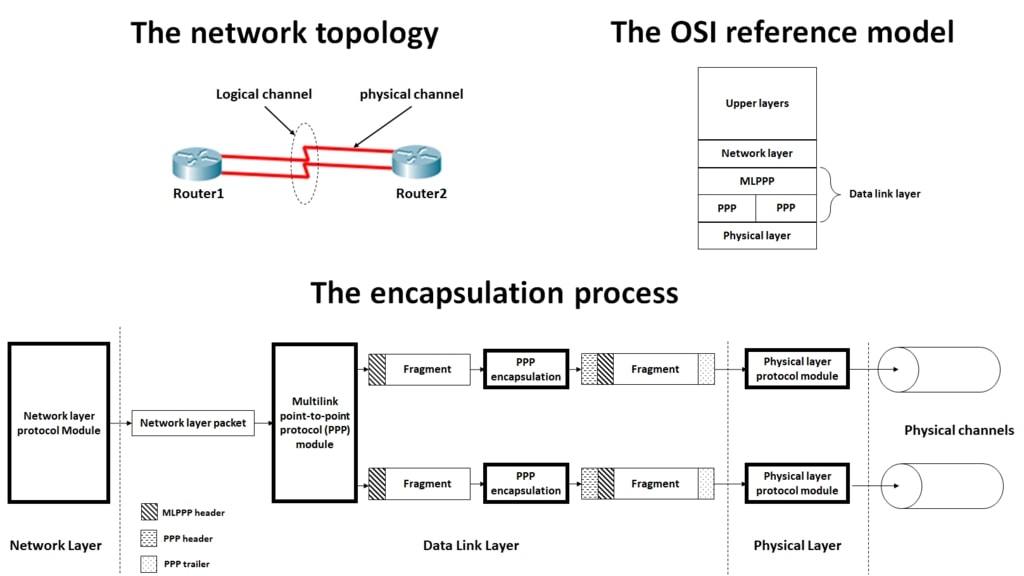 The network topology
The OSI reference model
Logical channel
physical channel
Router1
Router2
Upper layers
Network layer
MLPPP
PPP
PPP
Physical layer
Data link layer
The encapsulation process
Network layer
protocol Module
Network layer packet
Multilink
point-to-point
protocol (PPP)
module
Fragment
PPP
encapsulation
Fragment
Physical layer
protocol module
Fragment
PPP
encapsulation
Fragment
Physical layer
protocol module
Physical channels
MLPPP header
PPP header
PPP trailer
Network Layer
Data Link Layer
Physical Layer